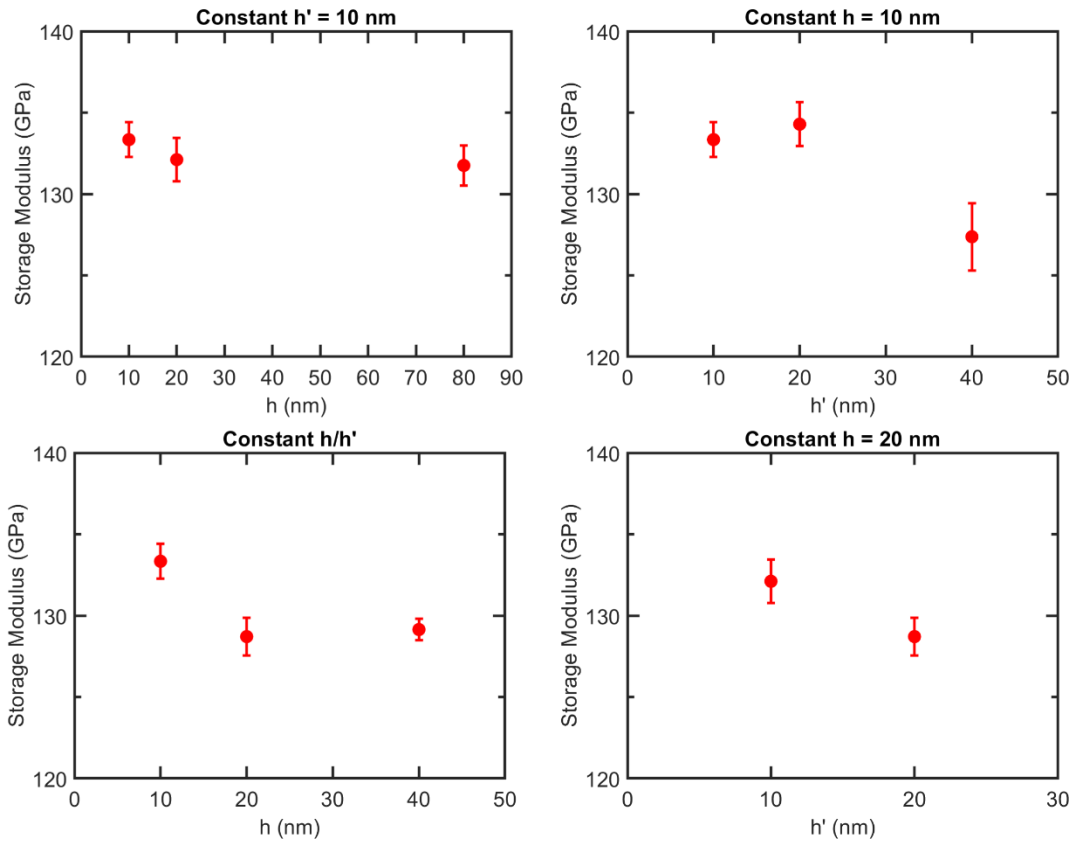 Constant h' = 10 nm
140
130
120
Storage Modulus (GPa)
0 10 20 30 40 50 60 70 80 90
h (nm)
Constant h = 10 nm
140
130
120
Storage Modulus (GPa)
0 10 20 30 40 50
h' (nm)
Constant h/h'
140
130
120
Storage Modulus (GPa)
0 10 20 30 40 50
h (nm)
Constant h = 20 nm
140
130
120
Storage Modulus (GPa)
0 10 20 30
h' (nm)